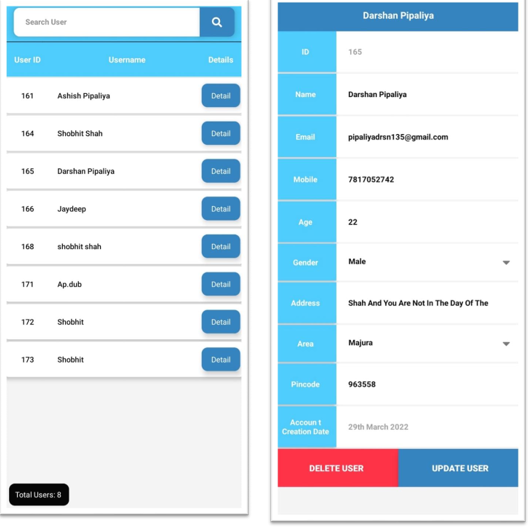 Search User
User ID Username Details
161 Ashish Pipaliya Detail
164 Shobhit Shah Detail
165 Darshan Pipaliya Detail
166 Jaydeep Detail
168 shobhit shah Detail
171 Ap.dub Detail
172 Shobhit Detail
173 Shobhit Detail
Total Users: 8
Darshan Pipaliya
ID 165
Name Darshan Pipaliya
Email pipaliyadrsn135@gmail.com
Mobile 7817052742
Age 22
Gender Male
Address Shah And You Are Not In The Day Of The
Area Majura
Pincode 963558
Accoun t
Creation Date 29th March 2022
DELETE USER UPDATE USER